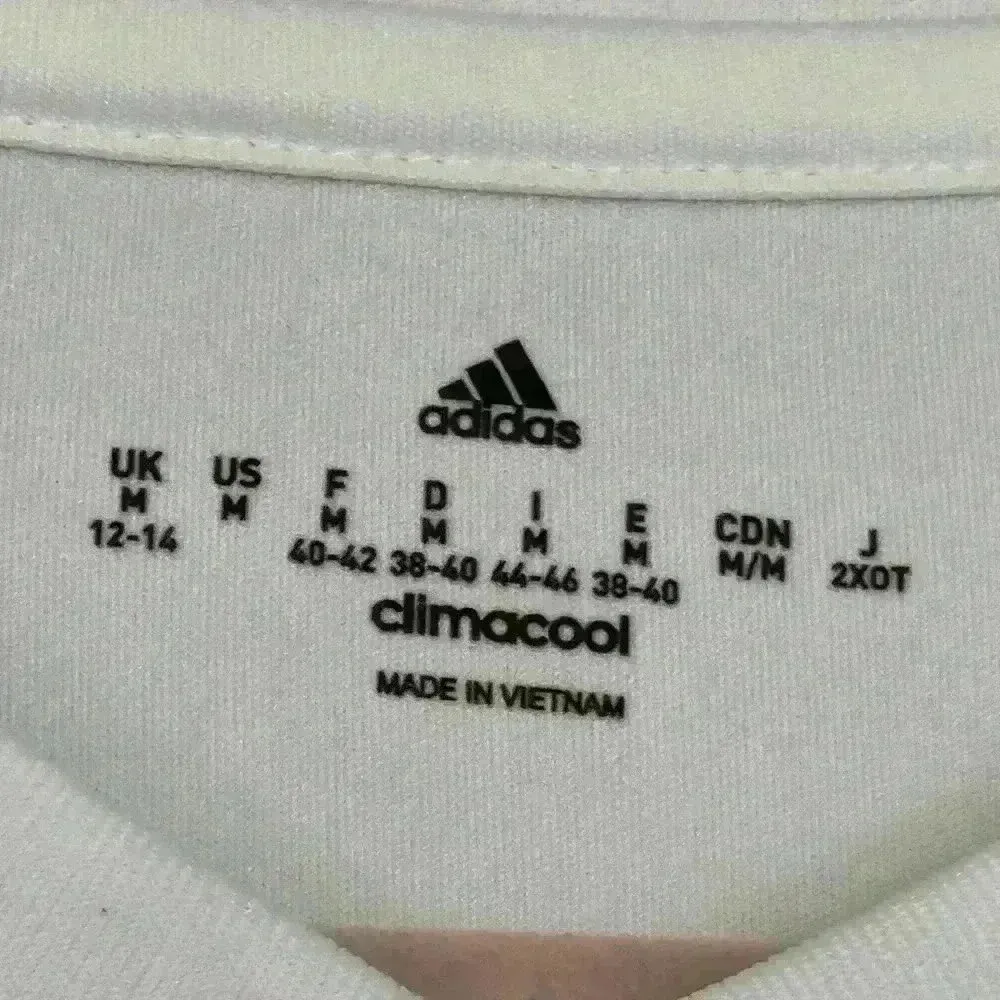 adidas
UK US F D I E CDN J
M M M M M M M/M 2XOT
12-14 40-42 38-40 44-46 38-40
climacool
MADE IN VIETNAM